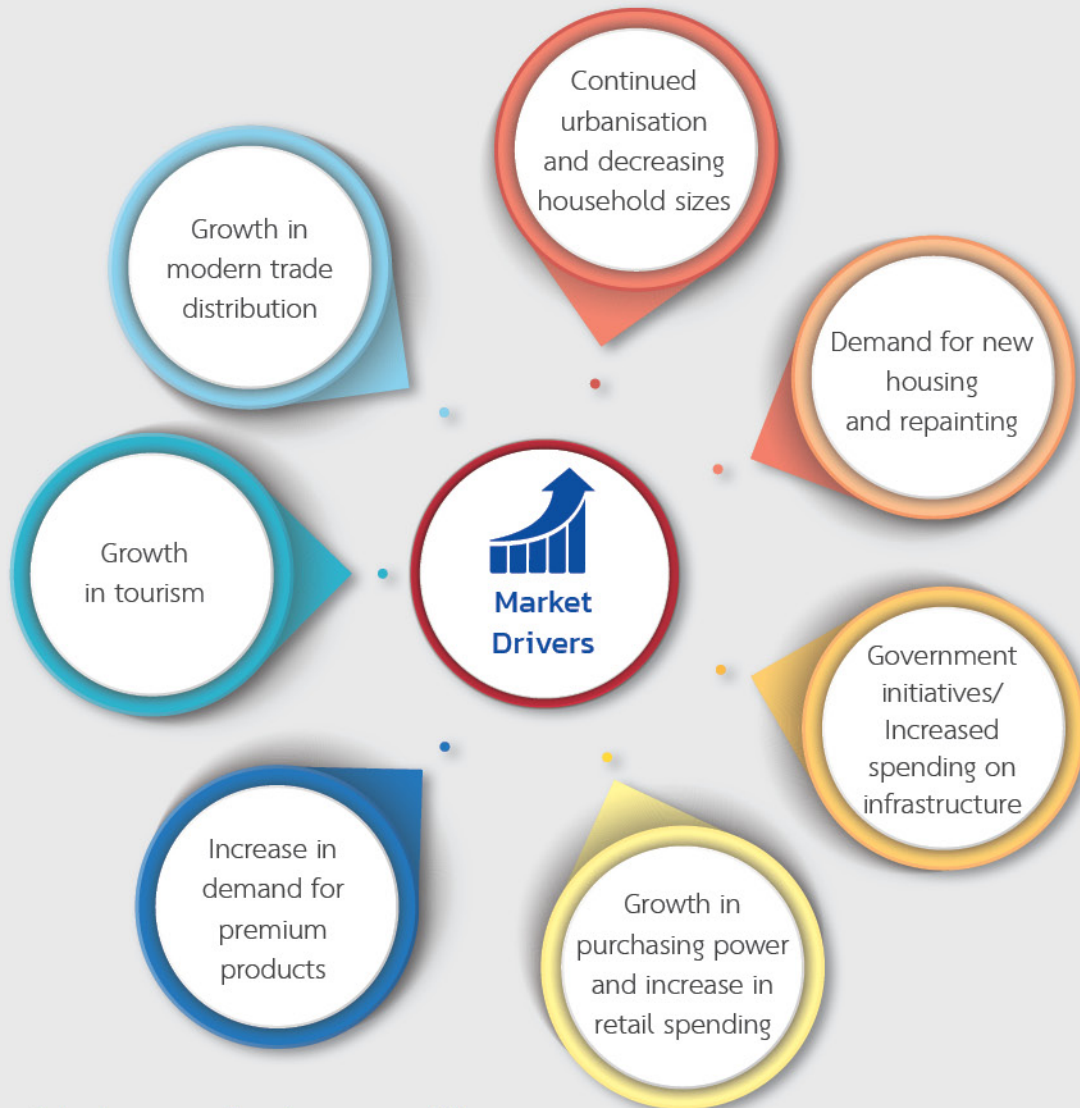 Continued
urbanisation
and decreasing
household sizes
Growth in
modern trade
distribution
Demand for new
housing
and repainting
Growth
in tourism
Market
Drivers
Government
initiatives/
Increased
spending on
infrastructure
Increase in
demand for
premium
products
Growth in
purchasing power
and increase in
retail spending